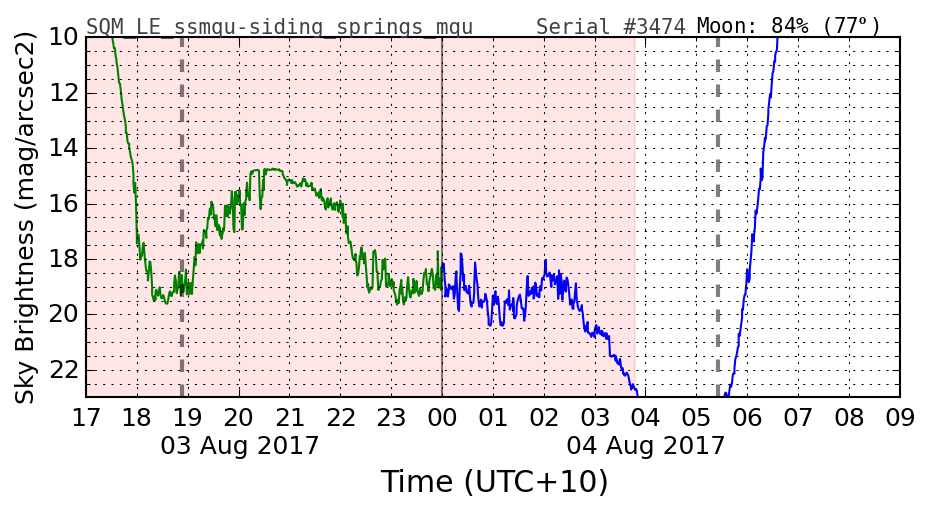 SQM_LE_ssmqu-siding_springs_mqu Serial #3474 Moon: 84% (77°)
10
12
14
16
18
20
22
Sky Brightness (mag/arcsec2)
17 18 19 20 21 22 23 00 01 02 03 04 05 06 07 08 09
03 Aug 2017 04 Aug 2017
Time (UTC+10)